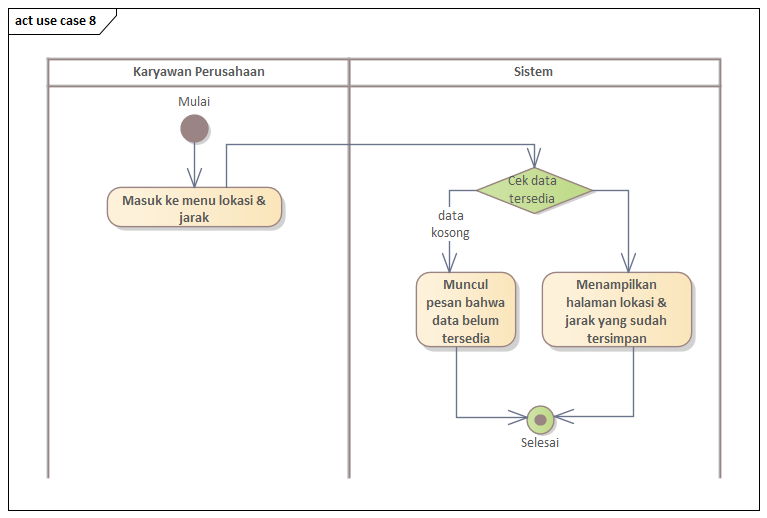 act use case 8
Karyawan Perusahaan
Sistem
Mulai
Masuk ke menu lokasi &
jarak
Cek data
tersedia
data
kosong
Muncul
pesan bahwa
data belum
tersedia
Menampilkan
halaman lokasi &
jarak yang sudah
tersimpan
Selesai